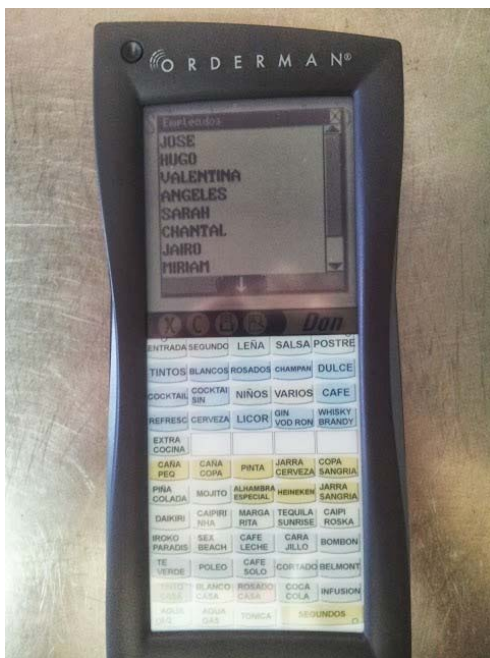 ORDERMAN®
Empleados
JOSE
HUGO
VALENTINA
ANGELES
SARAH
CHANTAL
JAIRO
MIRIAM
X C Don
ENTRADA SEGUNDO LEÑA SALSA POSTRE
TINTOS BLANCOS ROSADOS CHAMPAN DULCE
COCKTAIL COCKTAI SIN NIÑOS VARIOS CAFE
REFRESC CERVEZA LICOR GIN VOD RON WHISKY BRANDY
EXTRA COCINA
CAÑA PEQ CAÑA COPA PINTA JARRA CERVEZA COPA SANGRIA
PIÑA COLADA MOJITO ALHAMBRA ESPECIAL HEINEKEN JARRA SANGRIA
DAIKIRI CAIPIRI NHA MARGA RITA TEQUILA SUNRISE CAIPI ROSKA
IROKO PARADIS SEX BEACH CAFE LECHE CARA JILLO BOMBON
TE VERDE POLEO CAFE SOLO CORTADO BELMONT
TINTO CASA BLANCO CASA ROSADO CASA COCA COLA INFUSION
AGUA AGUA GAS TONICA SEGUNDOS